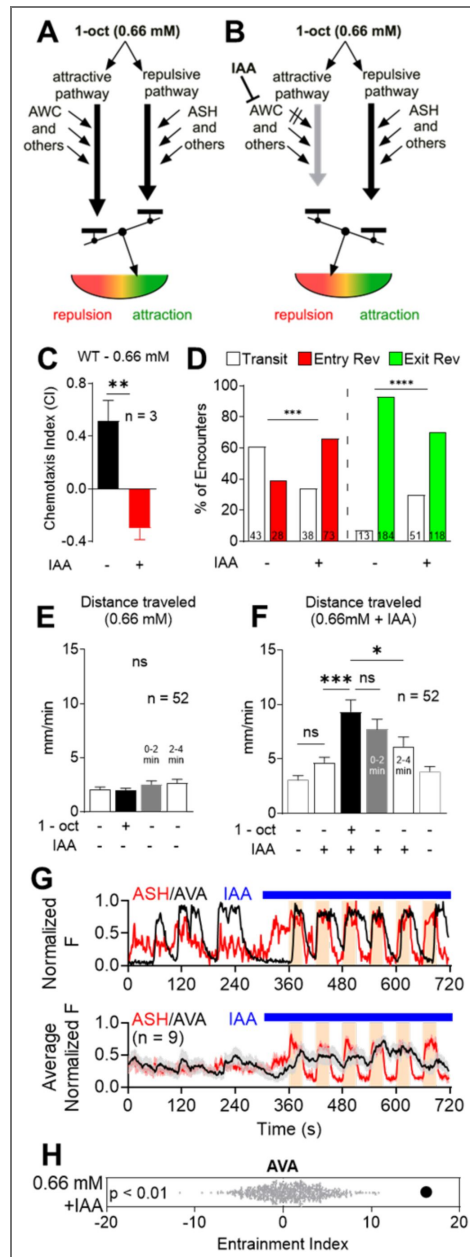 A
1-oct (0.66 mM)
attractive pathway
repulsive pathway
AWC and others
ASH and others
repulsion attraction
B
1-oct (0.66 mM)
IAA
attractive pathway
repulsive pathway
AWC and others
ASH and others
repulsion attraction
C
WT - 0.66 mM
**
n = 3
Chemotaxis Index (CI)
0.4
0.0
-0.4
IAA - +
D
Transit Entry Rev Exit Rev
% of Encounters
100
80
60
40
20
0
*** ****
43 28 38 73 13 184 51 118
IAA - + - +
E
Distance traveled
(0.66 mM)
ns
n = 52
mm/min
15
10
5
0
0-2 min
2-4 min
1 - oct - + - -
IAA - - - -
F
Distance traveled
(0.66mM + IAA)
*
*** ns
n = 52
ns
mm/min
15
10
5
0
0-2 min
2-4 min
1 - oct - - + - - -
IAA - + + + + -
G
ASH/AVA IAA
Normalized F
1.0
0.5
0.0
0 120 240 360 480 600 720
ASH/AVA IAA
(n = 9)
Average Normalized F
1.0
0.5
0.0
0 120 240 360 480 600 720
Time (s)
H
AVA
0.66 mM
+IAA
p < 0.01
-20 -10 0 10 20
Entrainment Index